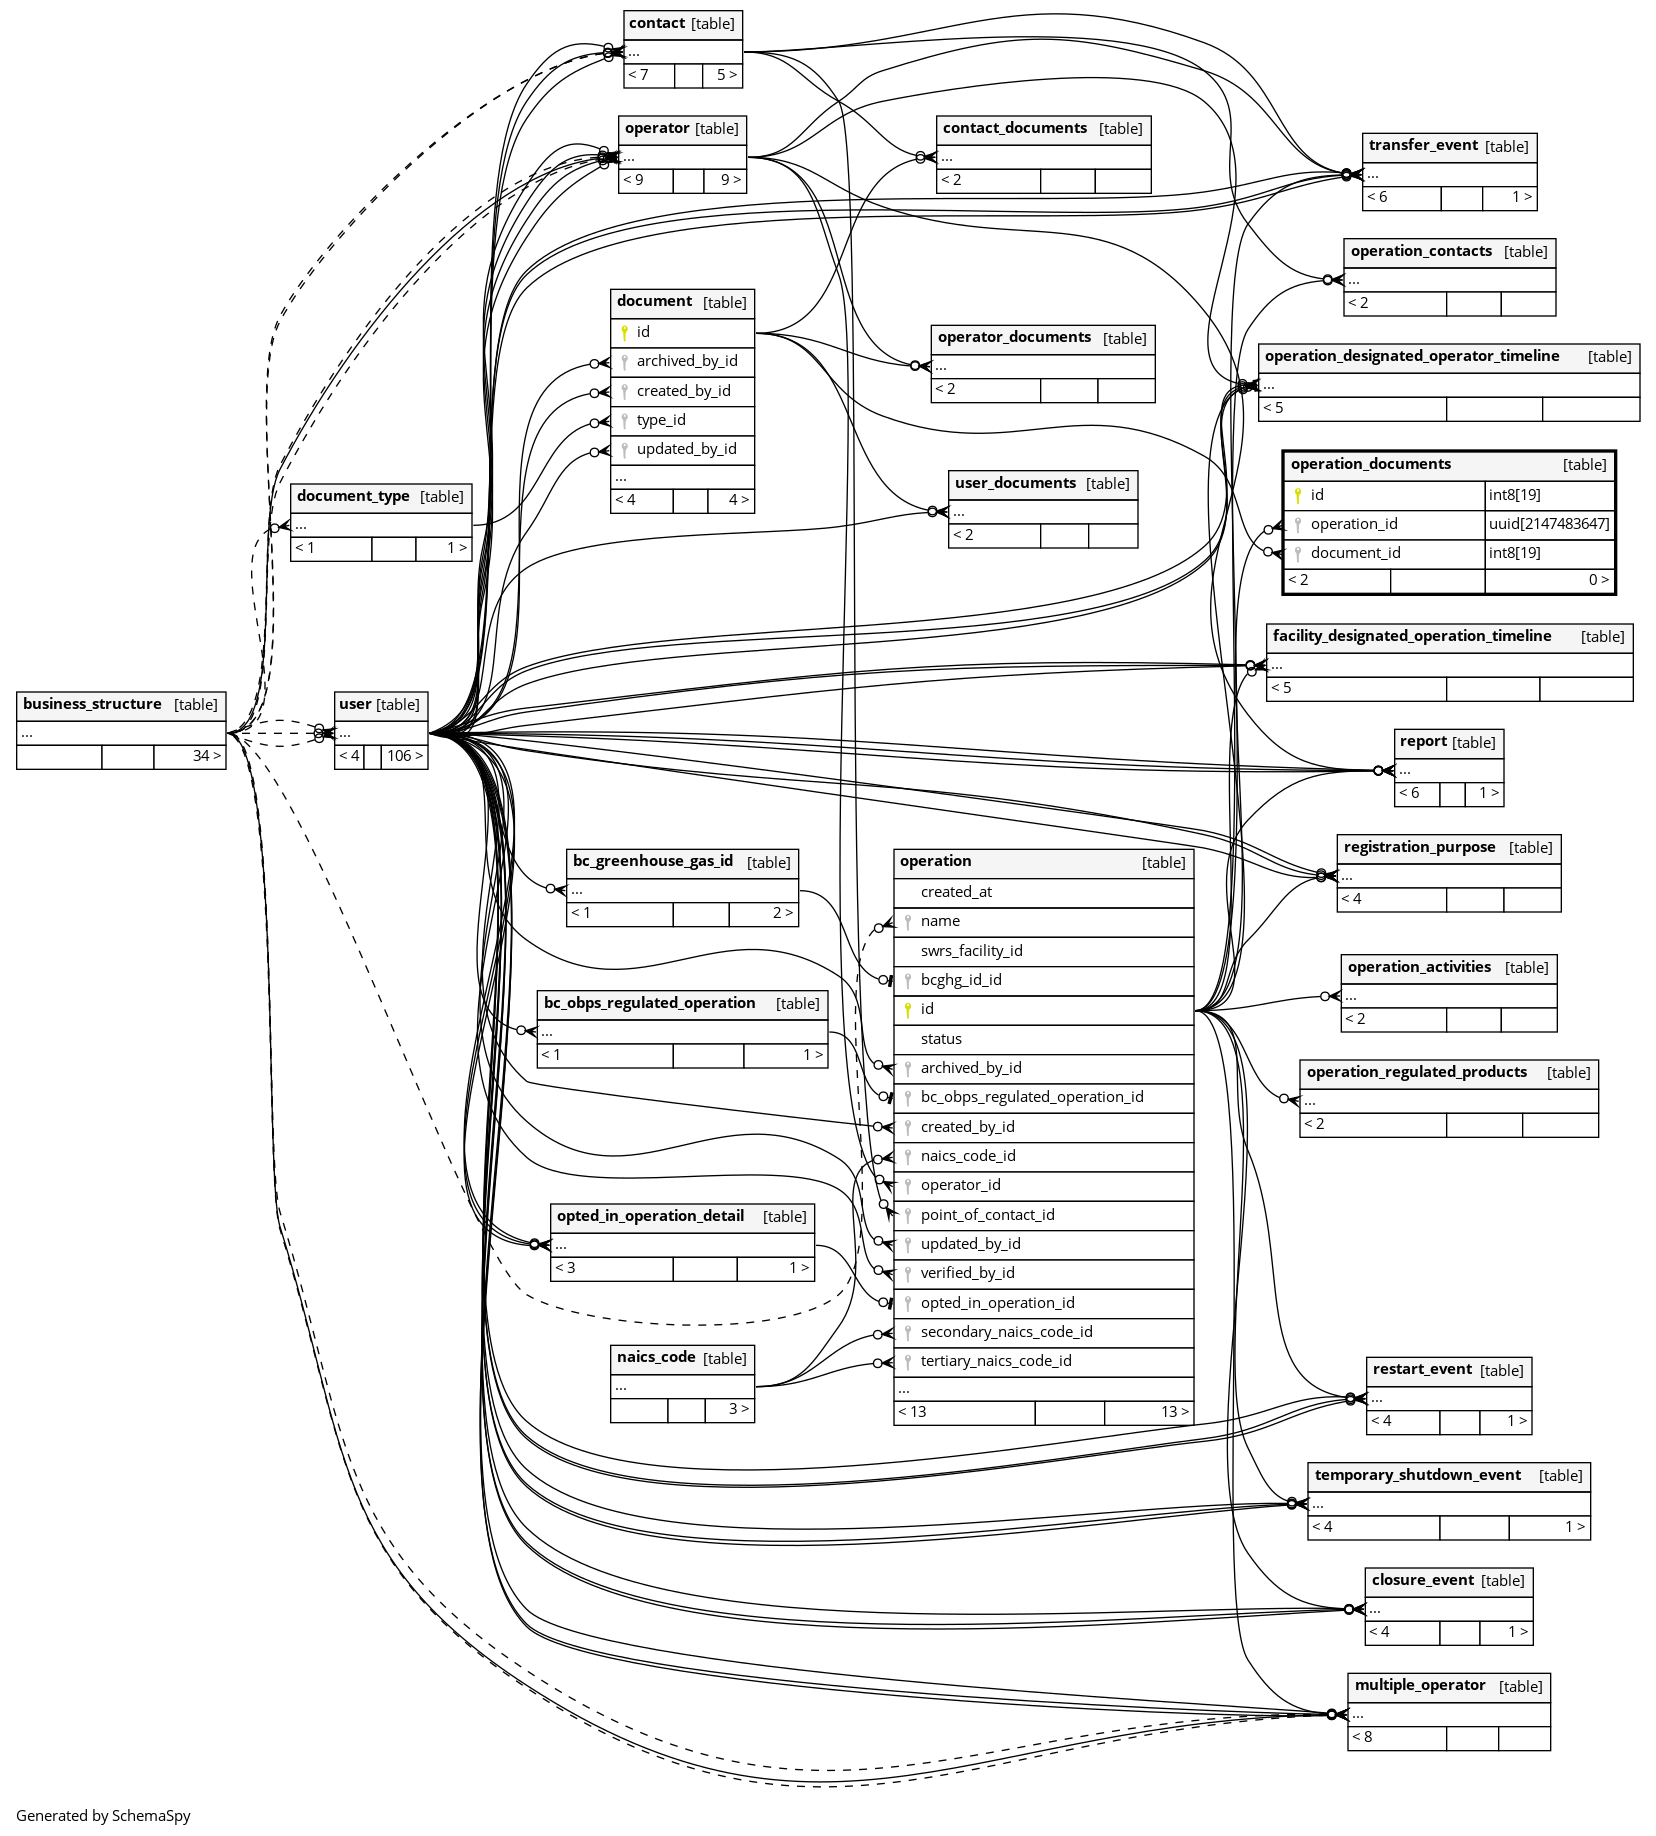 contact [table]
...
< 7 5 >
operator [table]
...
< 9 9 >
contact_documents [table]
...
< 2
transfer_event [table]
...
< 6 1 >
operation_contacts [table]
...
< 2
document [table]
id
archived_by_id
created_by_id
type_id
updated_by_id
...
< 4 4 >
operator_documents [table]
...
< 2
operation_designated_operator_timeline [table]
...
< 5
operation_documents [table]
id int8[19]
operation_id uuid[2147483647]
document_id int8[19]
< 2 0 >
user_documents [table]
...
< 2
document_type [table]
...
< 1 1 >
facility_designated_operation_timeline [table]
...
< 5
business_structure [table]
...
34 >
user [table]
...
< 4 106 >
report [table]
...
< 6 1 >
registration_purpose [table]
...
< 4
bc_greenhouse_gas_id [table]
...
< 1 2 >
operation [table]
created_at
name
swrs_facility_id
bcghg_id_id
id
status
archived_by_id
bc_obps_regulated_operation_id
created_by_id
naics_code_id
operator_id
point_of_contact_id
updated_by_id
verified_by_id
opted_in_operation_id
secondary_naics_code_id
tertiary_naics_code_id
...
< 13 13 >
operation_activities [table]
...
< 2
bc_obps_regulated_operation [table]
...
< 1 1 >
operation_regulated_products [table]
...
< 2
opted_in_operation_detail [table]
...
< 3 1 >
naics_code [table]
...
3 >
restart_event [table]
...
< 4 1 >
temporary_shutdown_event [table]
...
< 4 1 >
closure_event [table]
...
< 4 1 >
multiple_operator [table]
...
< 8
Generated by SchemaSpy